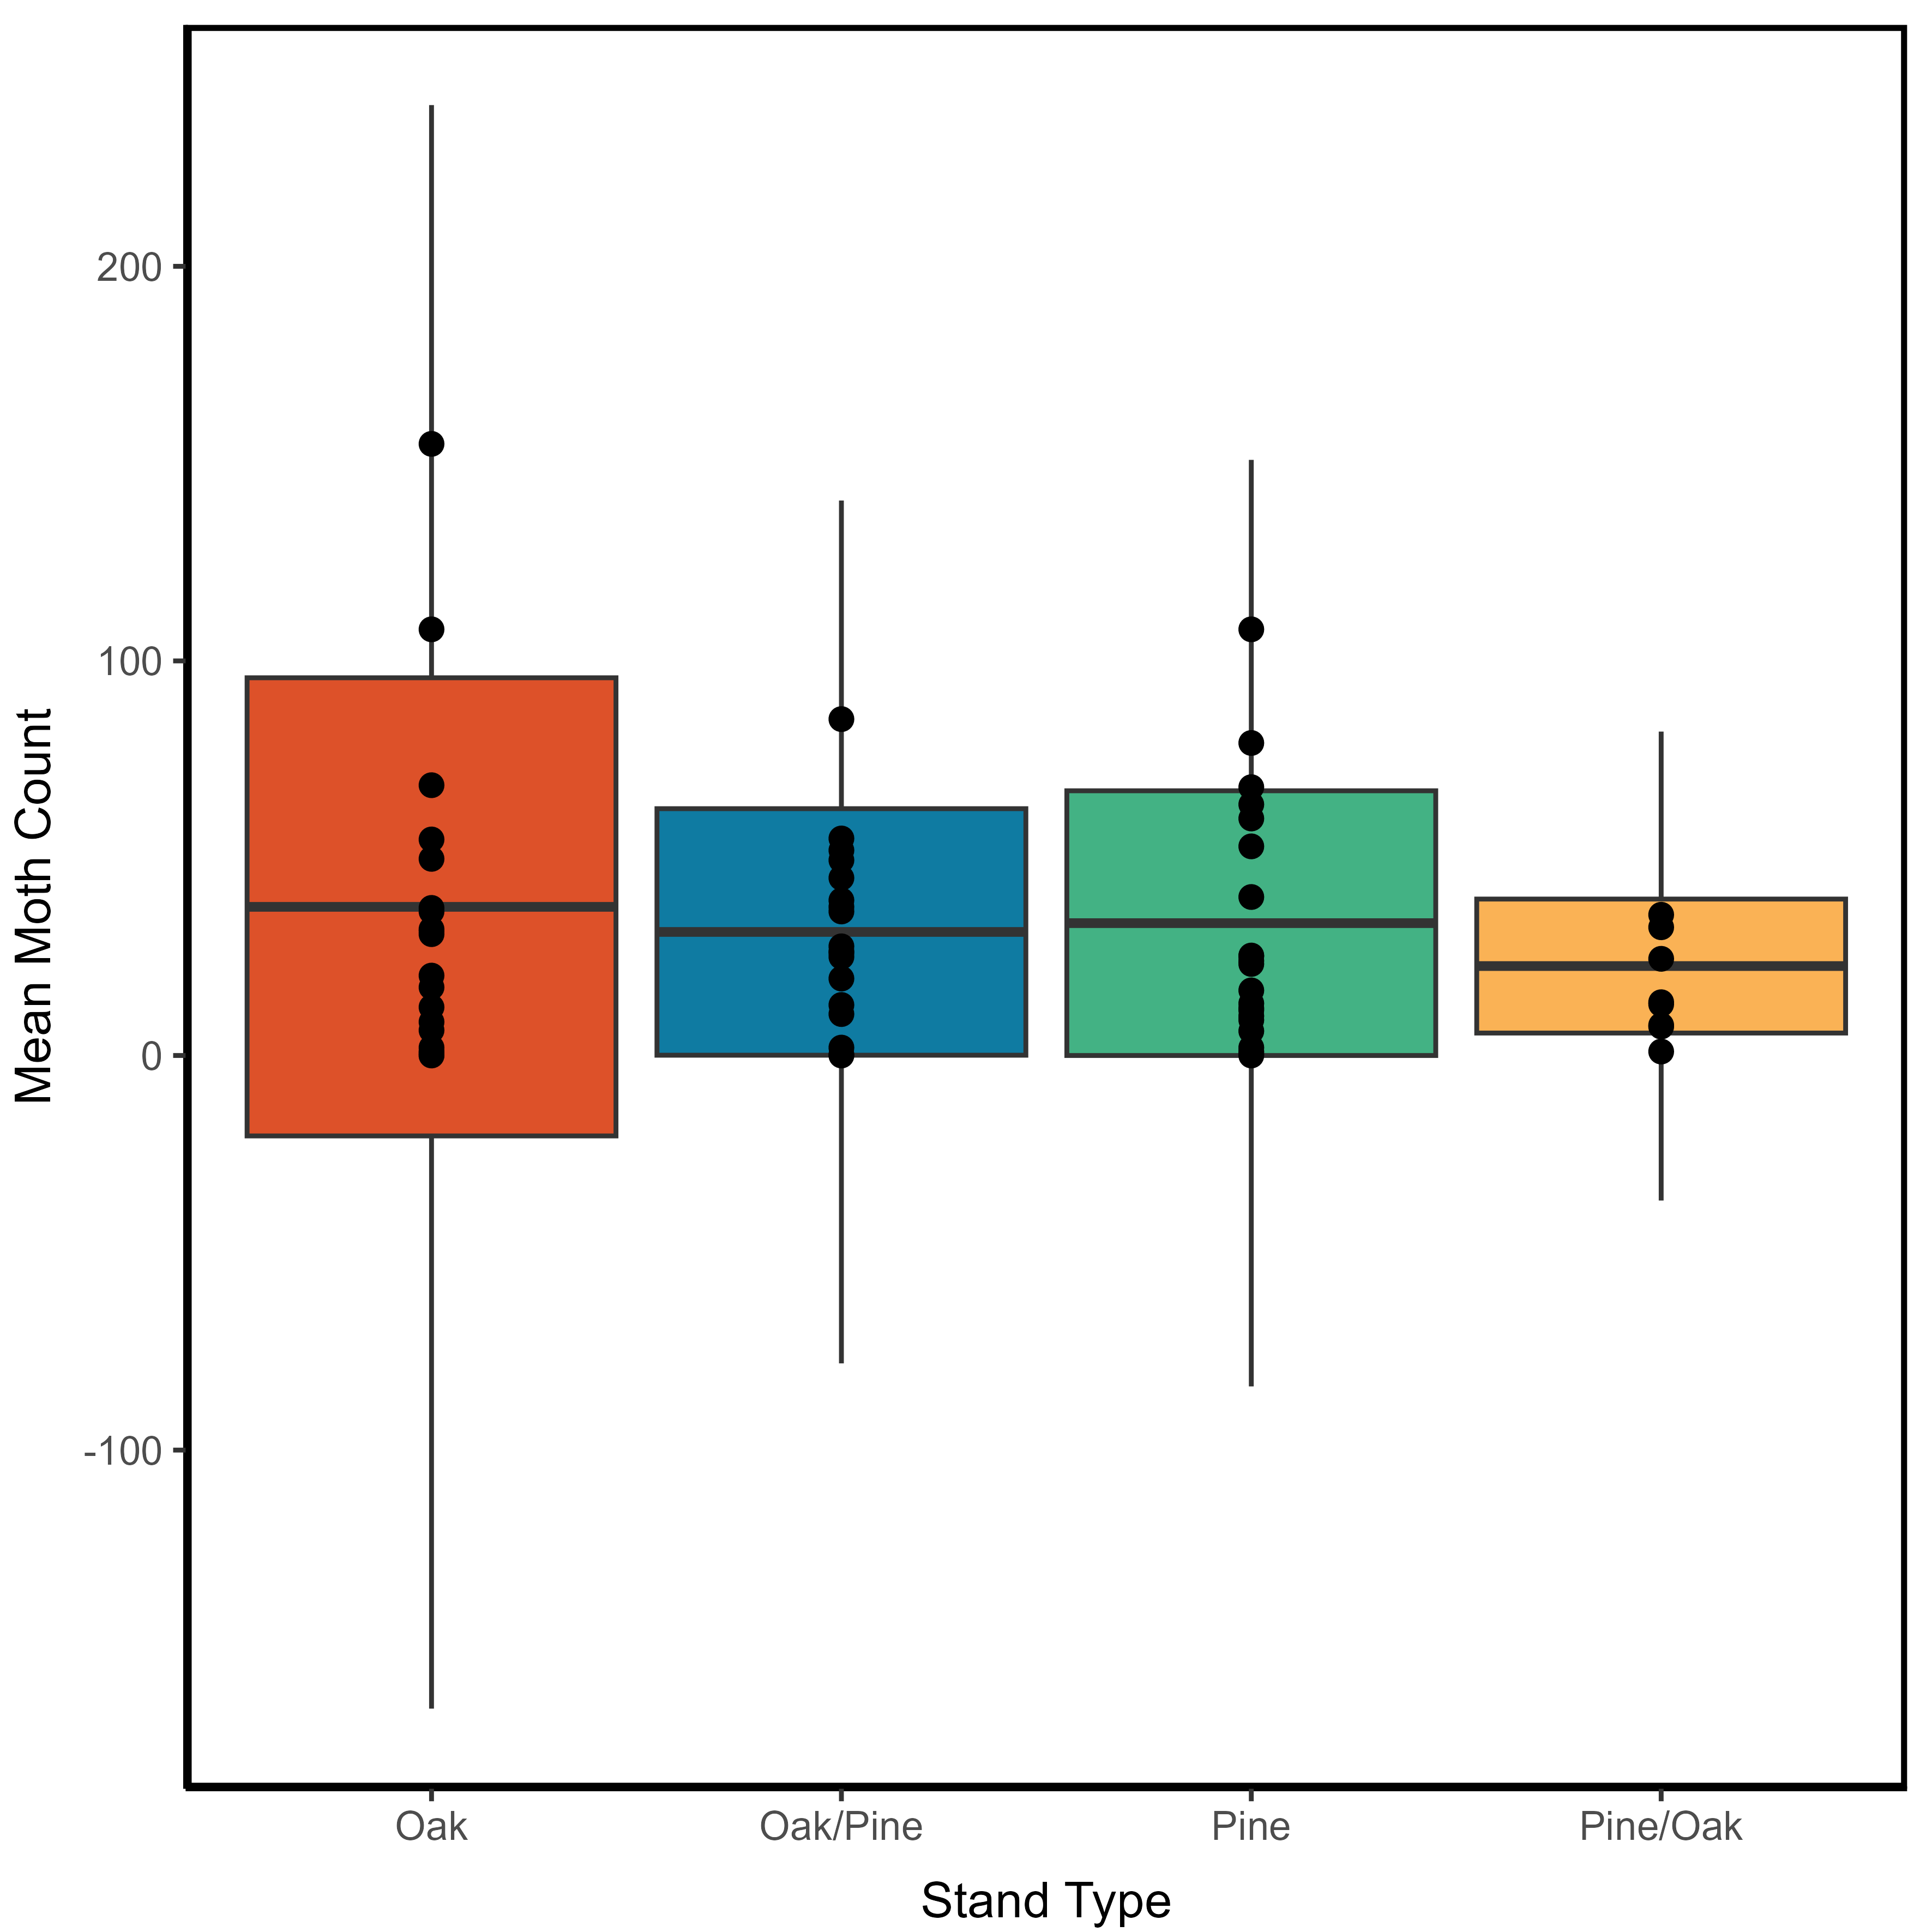 Mean Moth Count
200
100
0
-100
Oak
Oak/Pine
Pine
Pine/Oak
Stand Type